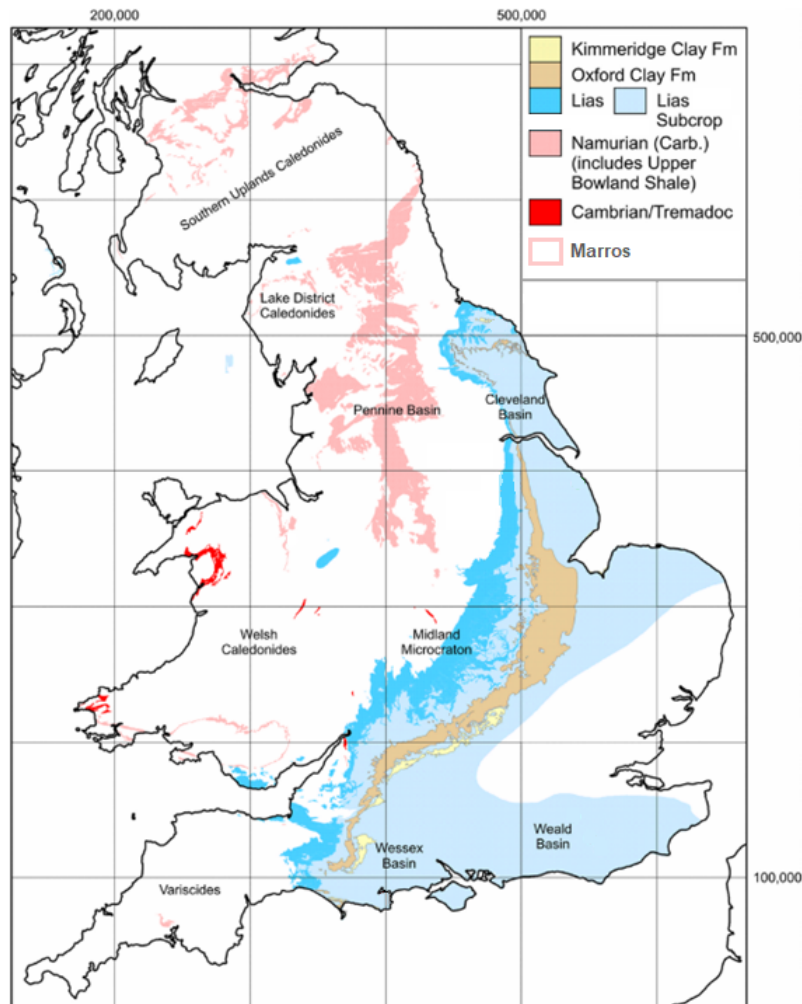 200,000
500,000
Kimmeridge Clay Fm
Oxford Clay Fm
Lias
Lias
Subcrop
Namurian (Carb.)
(includes Upper
Bowland Shale)
Cambrian/Tremadoc
Marros
Southern Uplands Caledonides
Lake District
Caledonides
500,000
Pennine Basin
Cleveland
Basin
Welsh
Caledonides
Midland
Microcraton
Weald
Basin
Wessex
Basin
100,000
Variscides